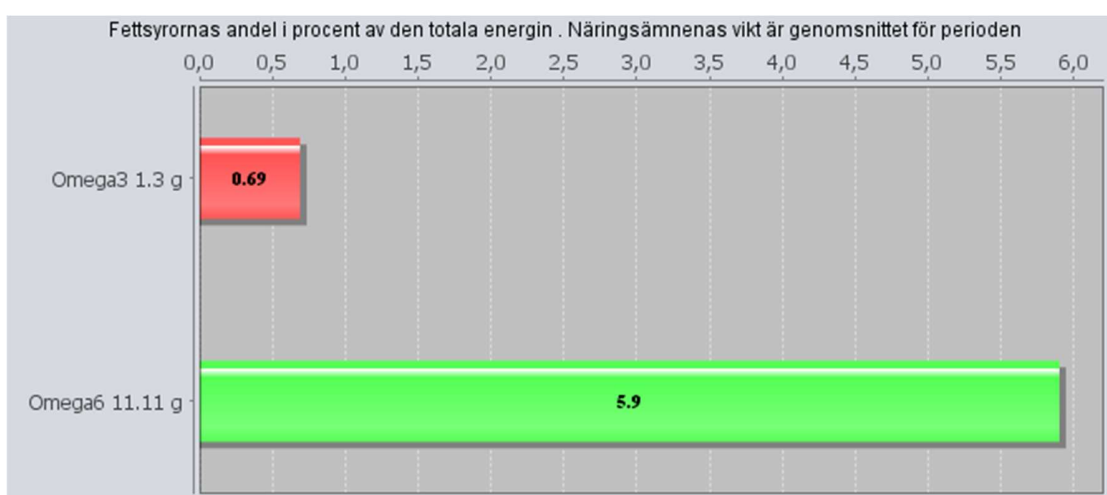 Fettsyrornas andel i procent av den totala energin . Näringsämnenas vikt är genomsnittet för perioden
0,0 0,5 1,0 1,5 2,0 2,5 3,0 3,5 4,0 4,5 5,0 5,5 6,0
Omega3 1.3 g 0.69
Omega6 11.11 g 5.9